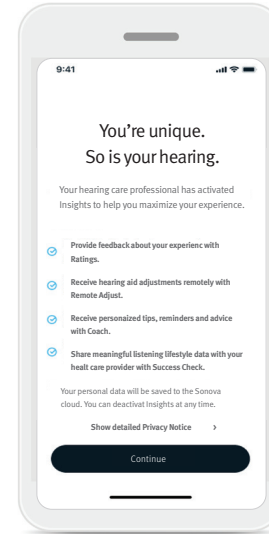 9:41
You're unique.
So is your hearing.
Your hearing care professional has activated
Insights to help you maximize your experience.
Provide feedback about your experienc with
Ratings.
Receive hearing aid adjustments remotely with
Remote Adjust.
Receive personaized tips, reminders and advice
with Coach.
Share meaningful listening lifestyle data with your
healt care provider with Success Check.
Your personal data will be saved to the Sonova
cloud. You can deactivat Insights at any time.
Show detailed Privacy Notice >
Continue